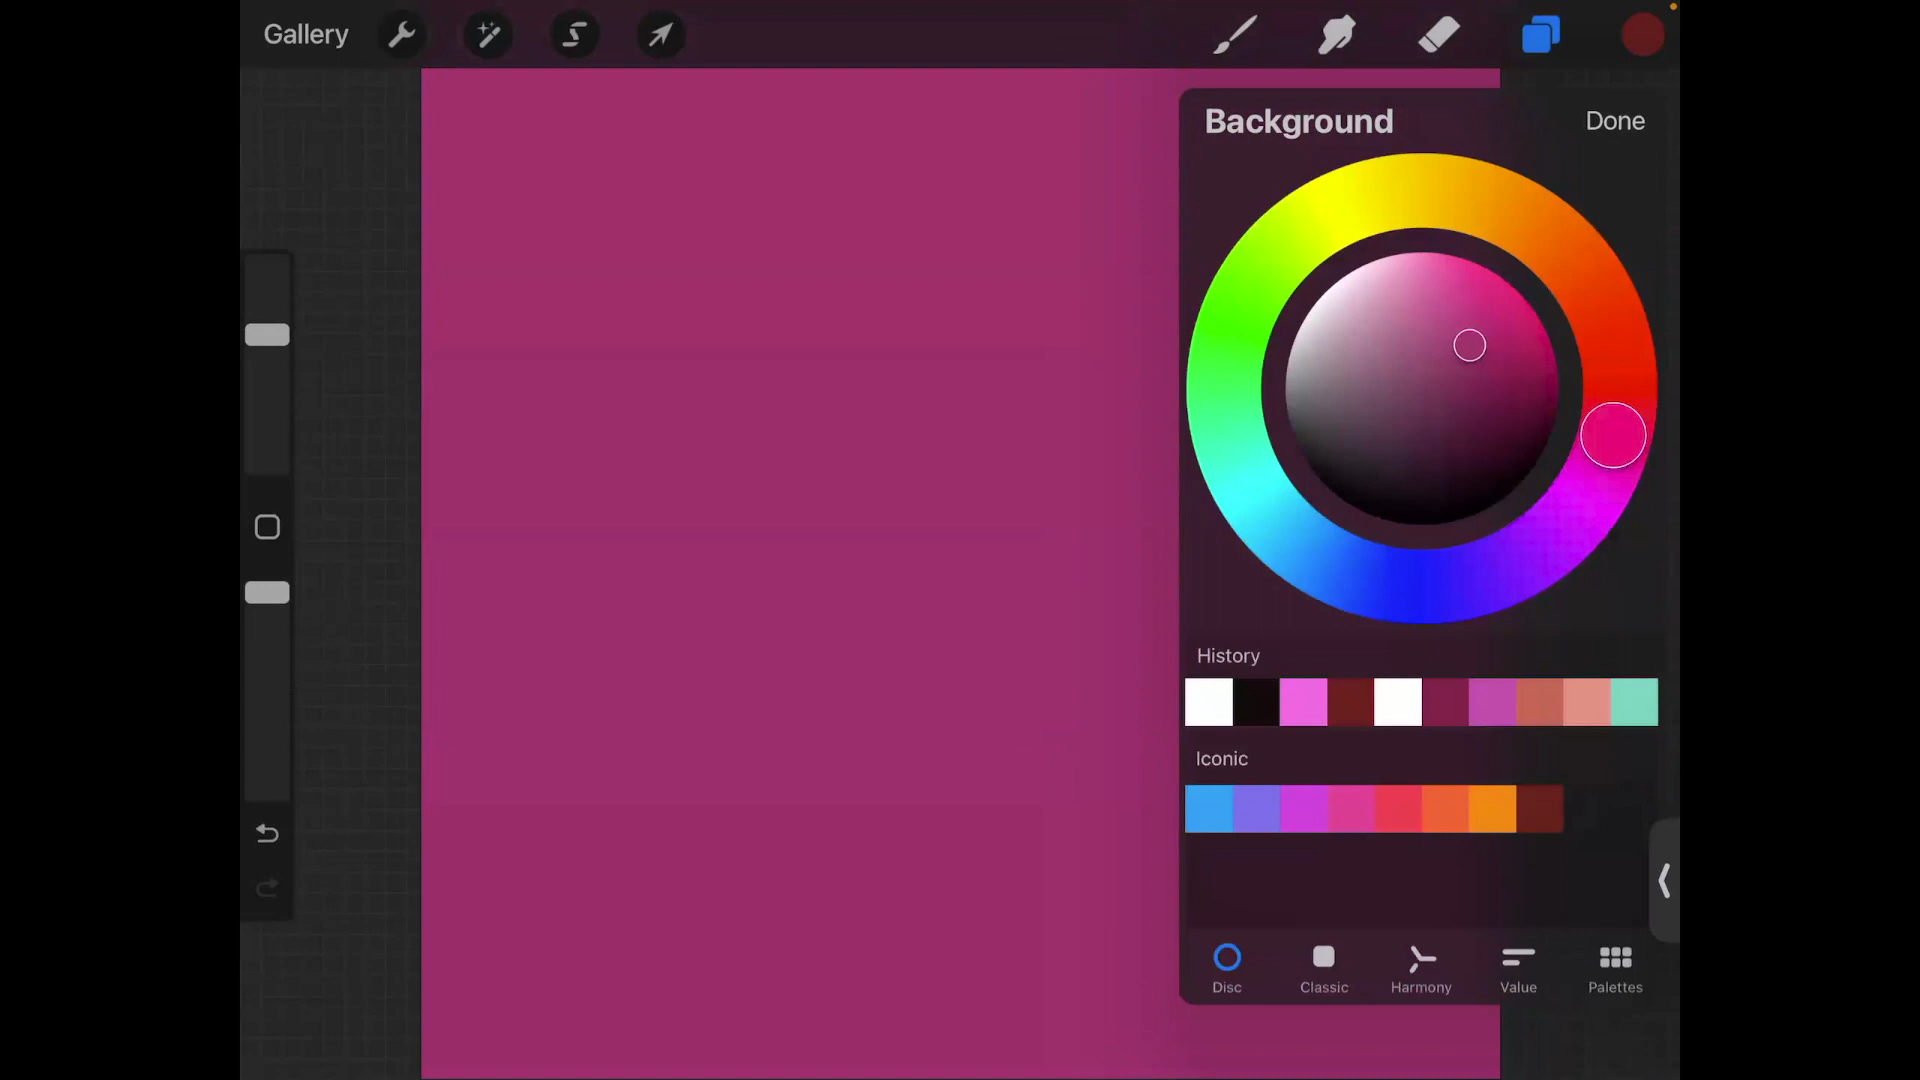 Gallery
Background
Done
History
Iconic
Disc
Classic
Harmony
Value
Palettes